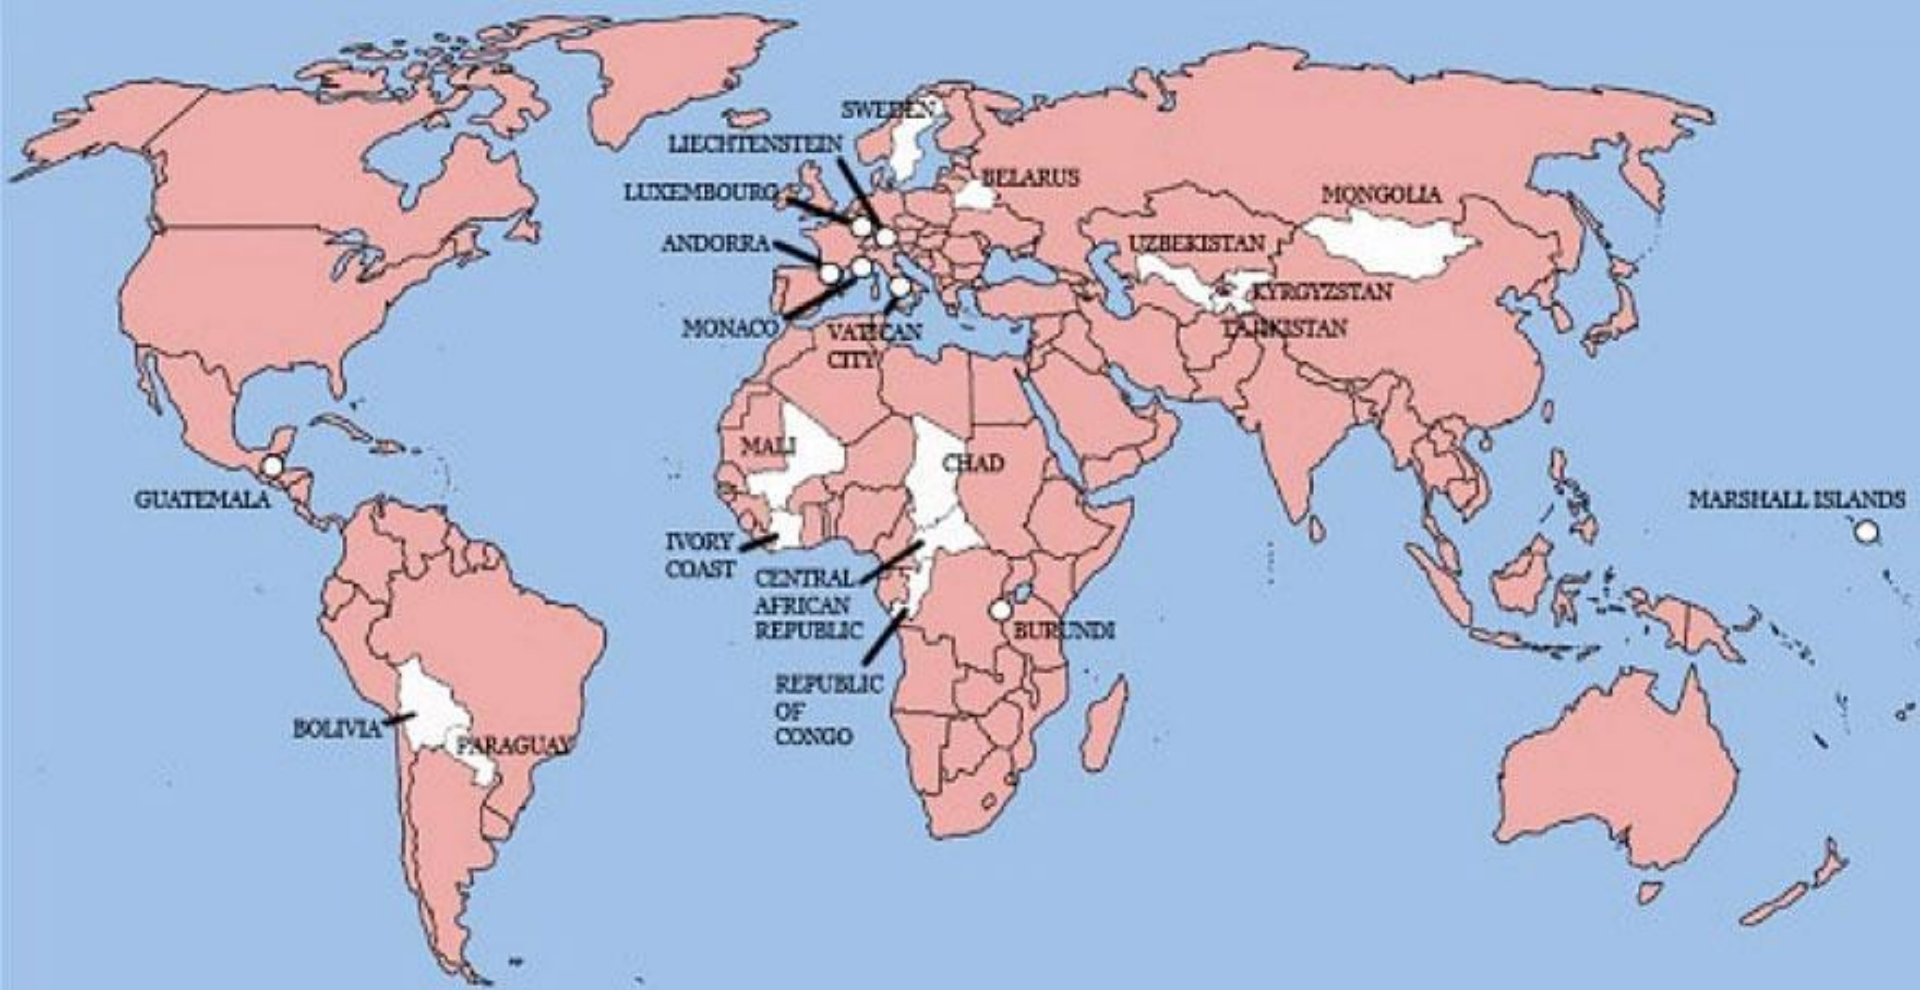 SWEDEN
LIECHTENSTEIN
BELARUS
LUXEMBOURG
MONGOLIA
ANDORRA
UZBEKISTAN
KYRGYZSTAN
MONACO
VATICAN
CITY
TAJIKISTAN
MALI
CHAD
GUATEMALA
MARSHALL ISLANDS
IVORY
COAST
CENTRAL
AFRICAN
REPUBLIC
BURUNDI
REPUBLIC
OF
CONGO
BOLIVIA
PARAGUAY